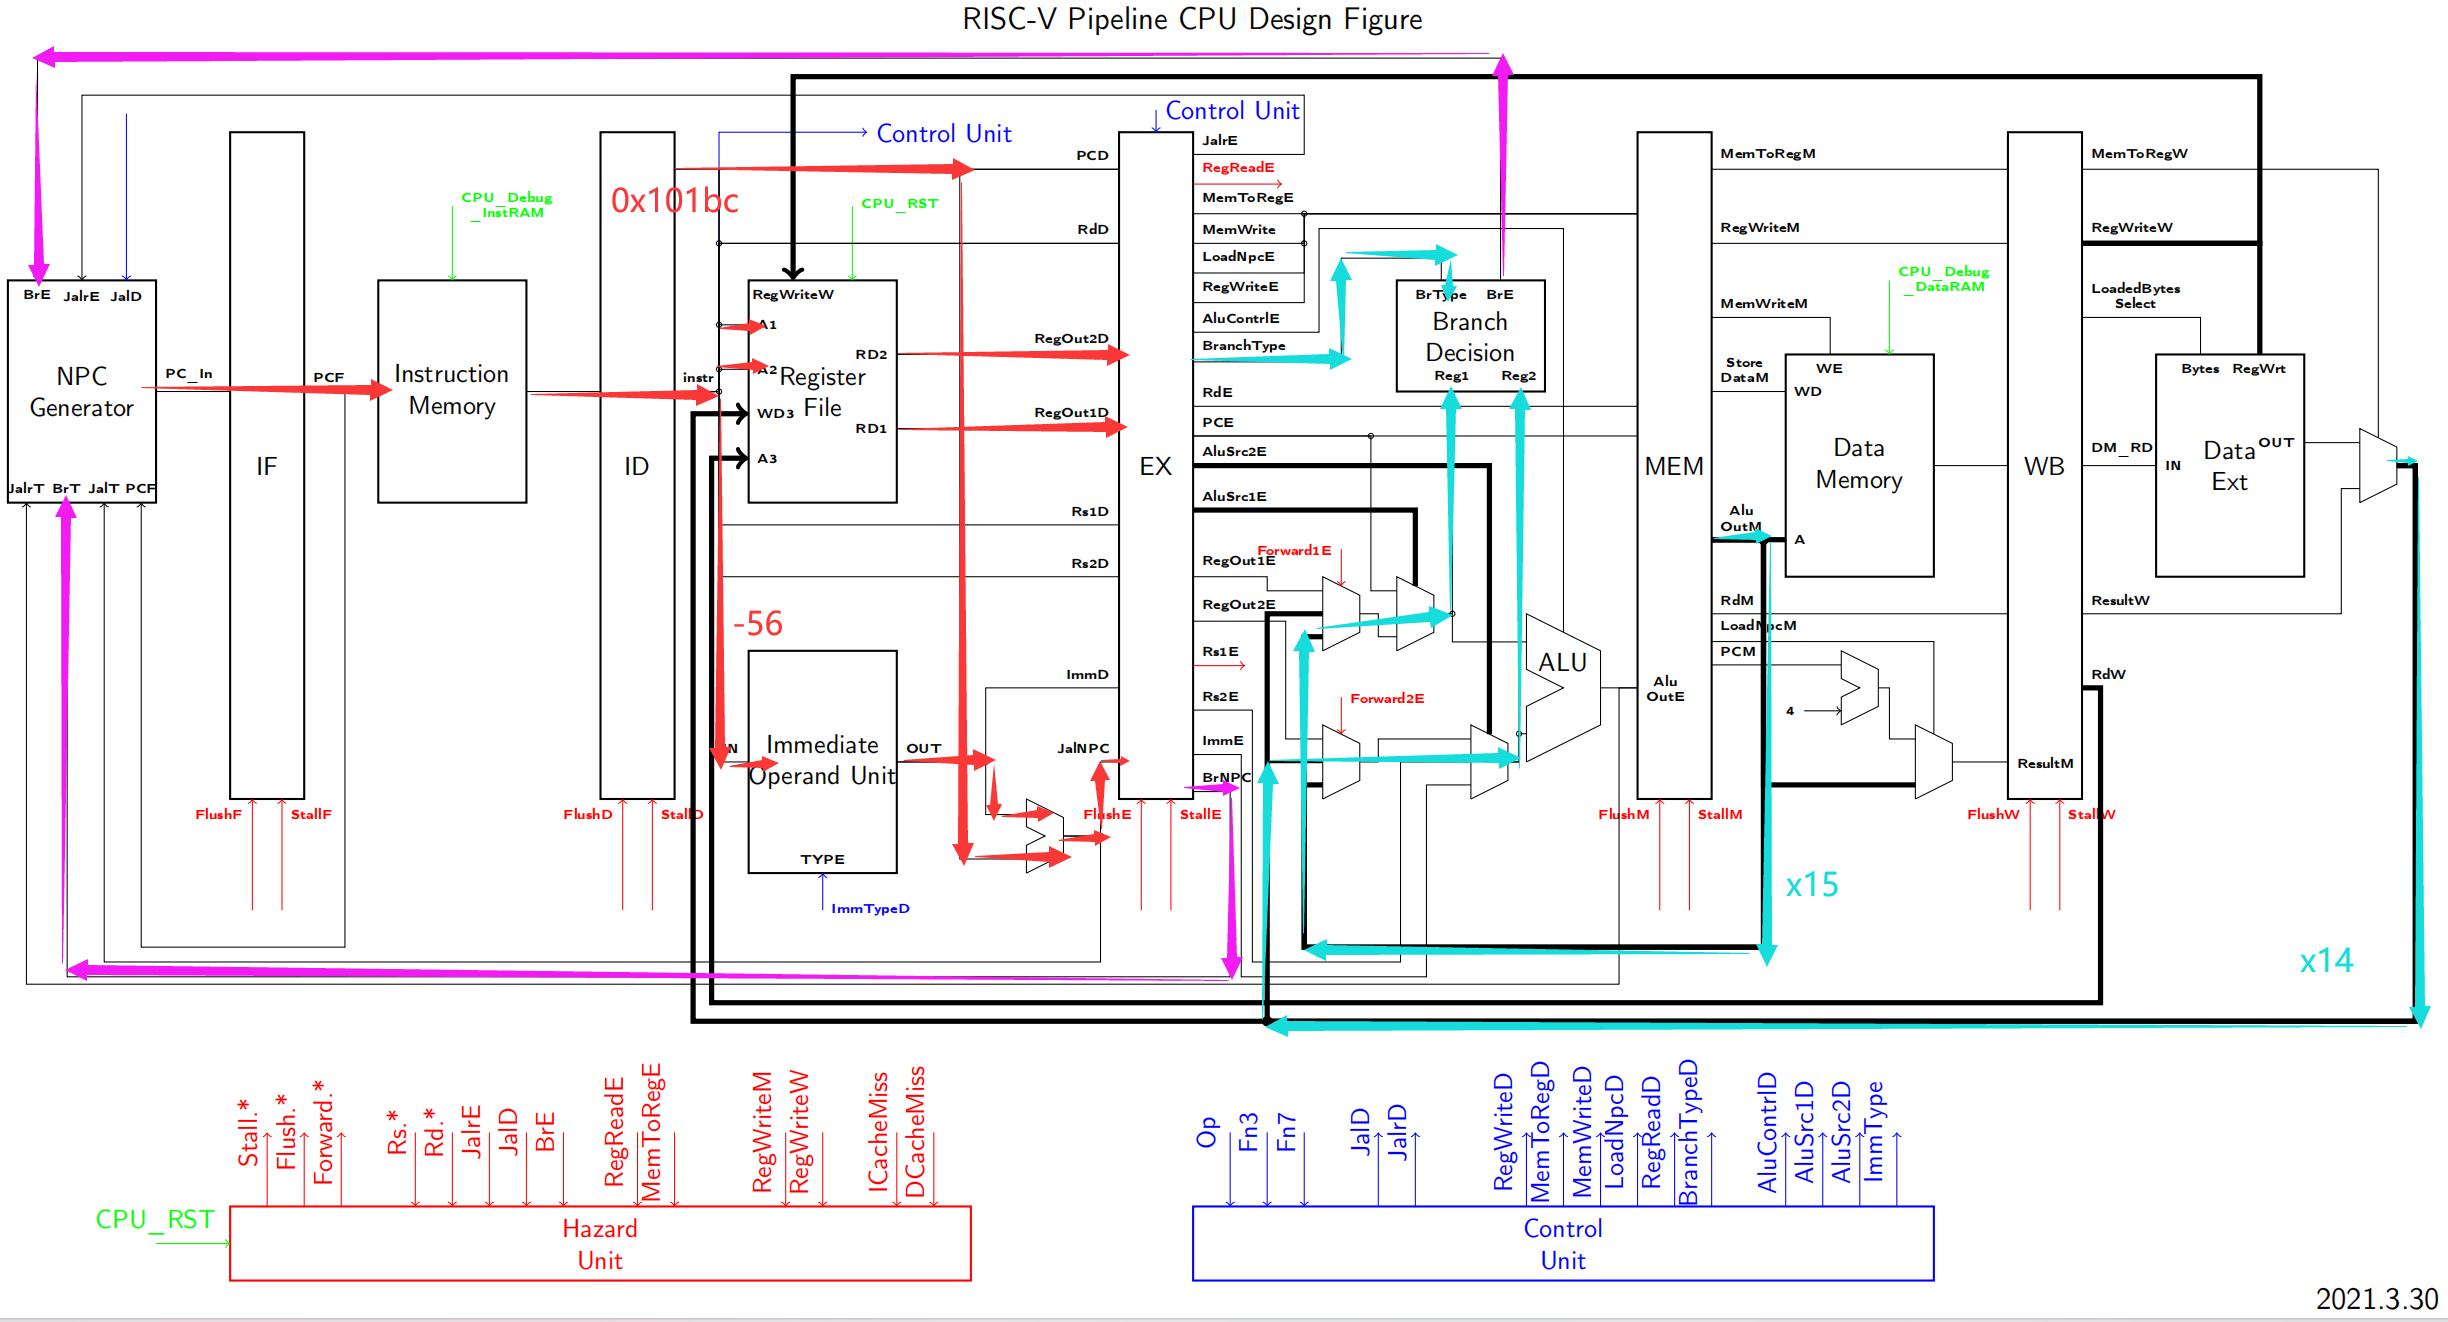 RISC-V Pipeline CPU Design Figure
Control Unit
Control Unit
0x101bc
CPU_Debug
_InstRAM
CPU_RST
BrE JalrE JalD
NPC
Generator
JalrT BrT JalT PCF
PC_In
IF
PCF
FlushF
StallF
Instruction
Memory
ID
FlushD
StallD
instr
PCD
RdD
RegWriteW
A1
A2
WD3
A3
Register
File
RD2
RD1
RegOut2D
RegOut1D
Rs1D
Rs2D
-56
IN
Immediate
Operand Unit
OUT
TYPE
ImmTypeD
ImmD
JalNPC
EX
FlushE
StallE
JalrE
RegReadE
MemToRegE
MemWrite
LoadNpcE
RegWriteE
AluContrlE
BranchType
RdE
PCE
AluSrc2E
AluSrc1E
RegOut1E
RegOut2E
Rs1E
Rs2E
ImmE
BrNPC
Forward1E
Forward2E
BrType BrE
Branch
Decision
Reg1 Reg2
ALU
MEM
Alu
OutE
FlushM
StallM
MemToRegM
RegWriteM
MemWriteM
Store
DataM
Alu
OutM
RdM
LoadNpcM
PCM
4
x15
CPU_Debug
_DataRAM
WE
WD
Data
Memory
A
WB
ResultM
FlushW
StallW
MemToRegW
RegWriteW
LoadedBytes
Select
DM_RD
ResultW
RdW
Bytes RegWrt
Data
Ext
OUT
IN
x14
Stall.*
Flush.*
Forward.*
Rs.*
Rd.*
JalrE
JalD
BrE
RegReadE
MemToRegE
RegWriteM
RegWriteW
ICacheMiss
DCacheMiss
CPU_RST
Hazard
Unit
Op
Fn3
Fn7
JalD
JalrD
RegWriteD
MemToRegD
MemWriteD
LoadNpcD
RegReadD
BranchTypeD
AluContrlD
AluSrc1D
AluSrc2D
ImmType
Control
Unit
2021.3.30